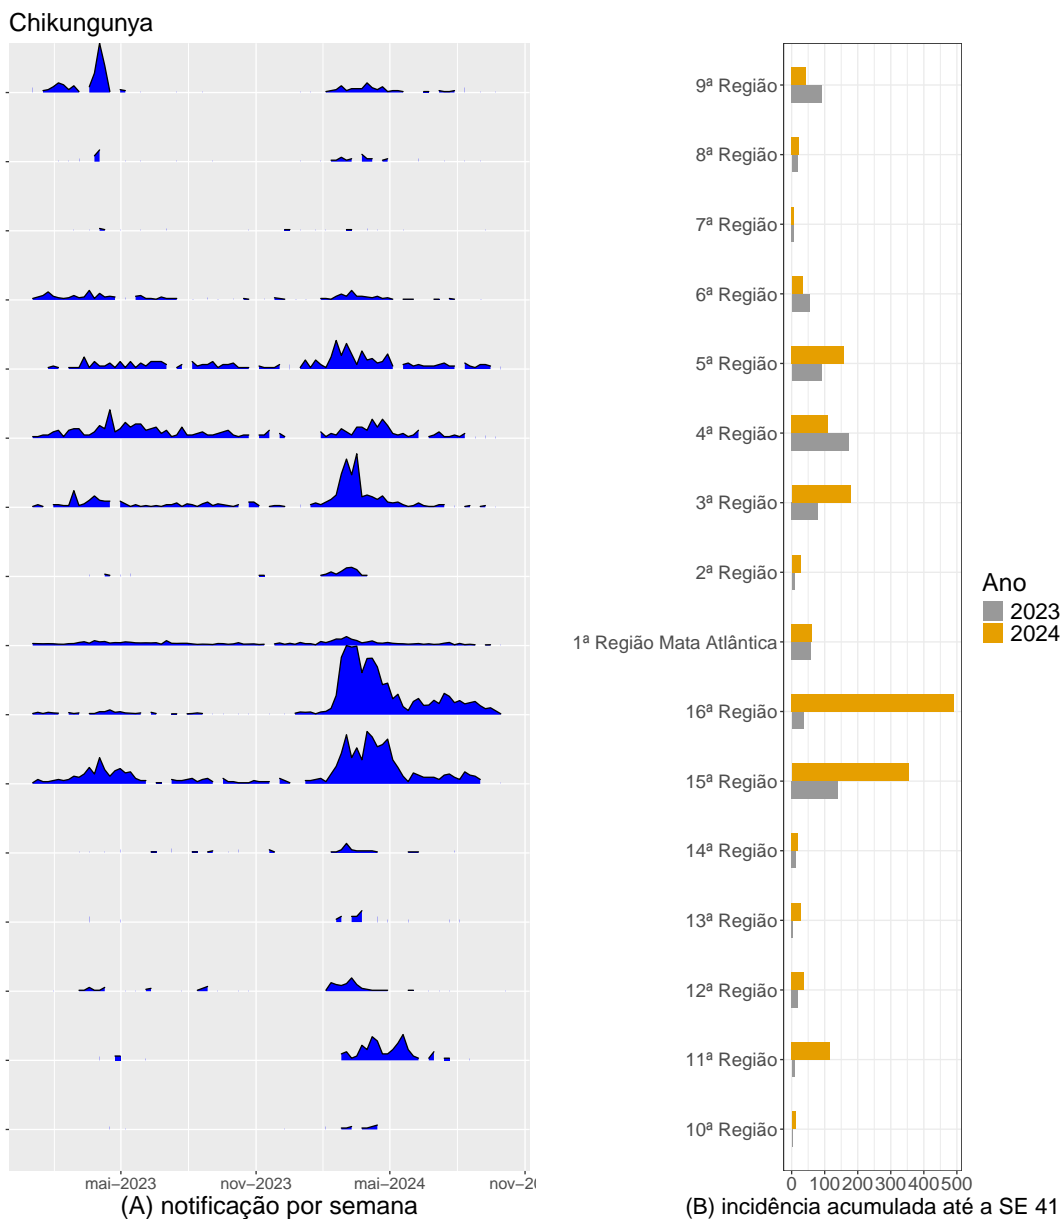 Chikungunya
9ª Região
8ª Região
7ª Região
6ª Região
5ª Região
4ª Região
3ª Região
2ª Região
1ª Região Mata Atlântica
16ª Região
15ª Região
14ª Região
13ª Região
12ª Região
11ª Região
10ª Região
Ano
2023
2024
mai−2023 nov−2023 mai−2024 nov−20
(A) notificação por semana
0 100 200 300 400 500
(B) incidência acumulada até a SE 41